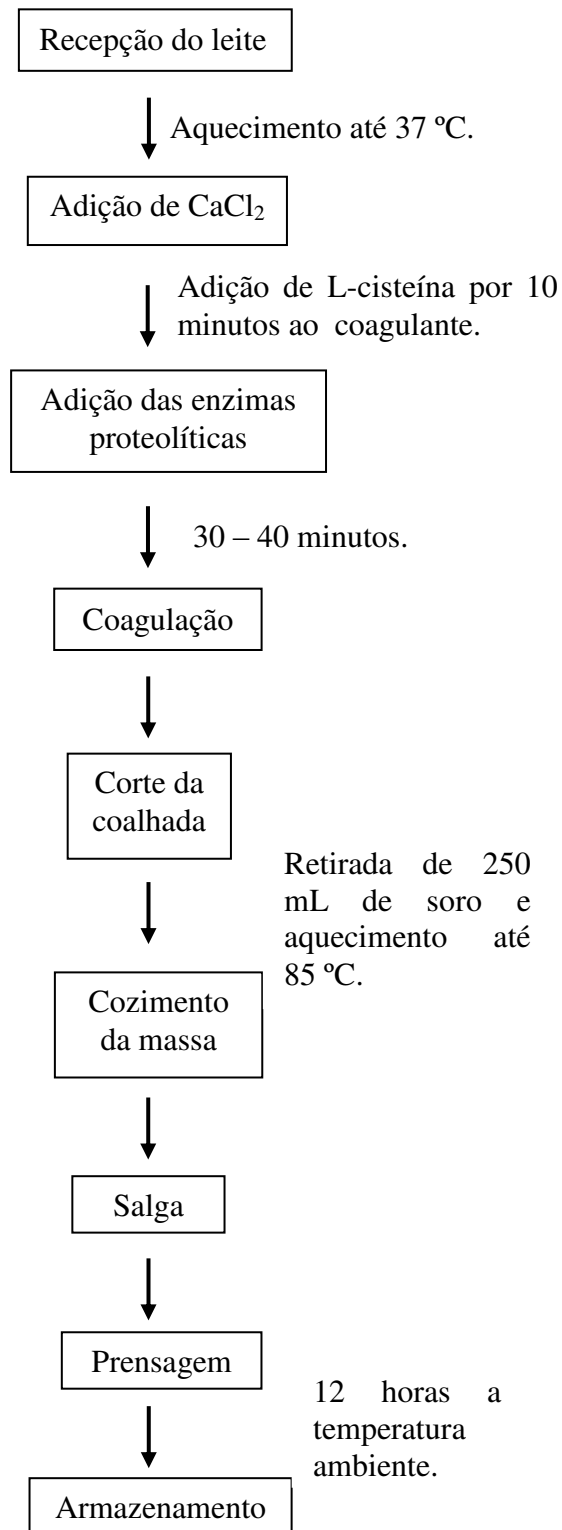 Recepção do leite
Aquecimento até 37 ºC.
Adição de CaCl₂
Adição de L-cisteína por 10
minutos ao coagulante.
Adição das enzimas
proteolíticas
30 – 40 minutos.
Coagulação
Corte da
coalhada
Retirada de 250
mL de soro e
aquecimento até
85 ºC.
Cozimento
da massa
Salga
Prensagem
12 horas a
temperatura
ambiente.
Armazenamento